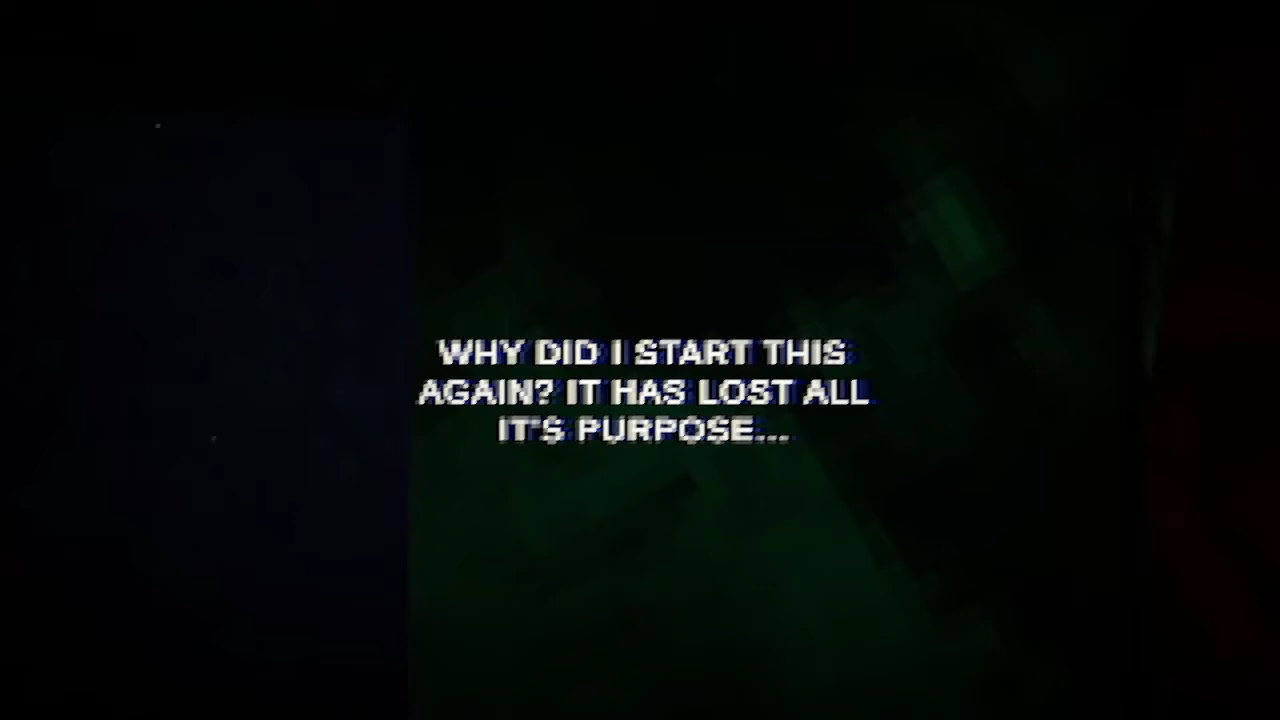 WHY DID I START THIS
AGAIN? IT HAS LOST ALL
IT'S PURPOSE...